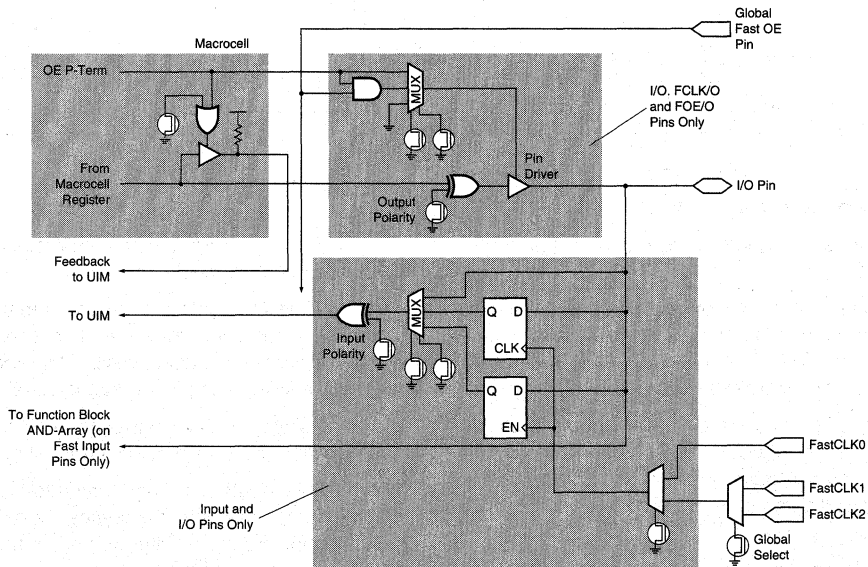 Global
Fast OE
Pin
Macrocell
OE P-Term
MUX
I/O. FCLK/O
and FOE/O
Pins Only
Pin
Driver
From
Macrocell
Register
Output
Polarity
I/O Pin
Feedback
to UIM
To UIM
MUX
Input
Polarity
Q D
CLK
Q D
EN
To Function Block
AND-Array (on
Fast Input
Pins Only)
FastCLK0
FastCLK1
FastCLK2
Input and
I/O Pins Only
Global
Select